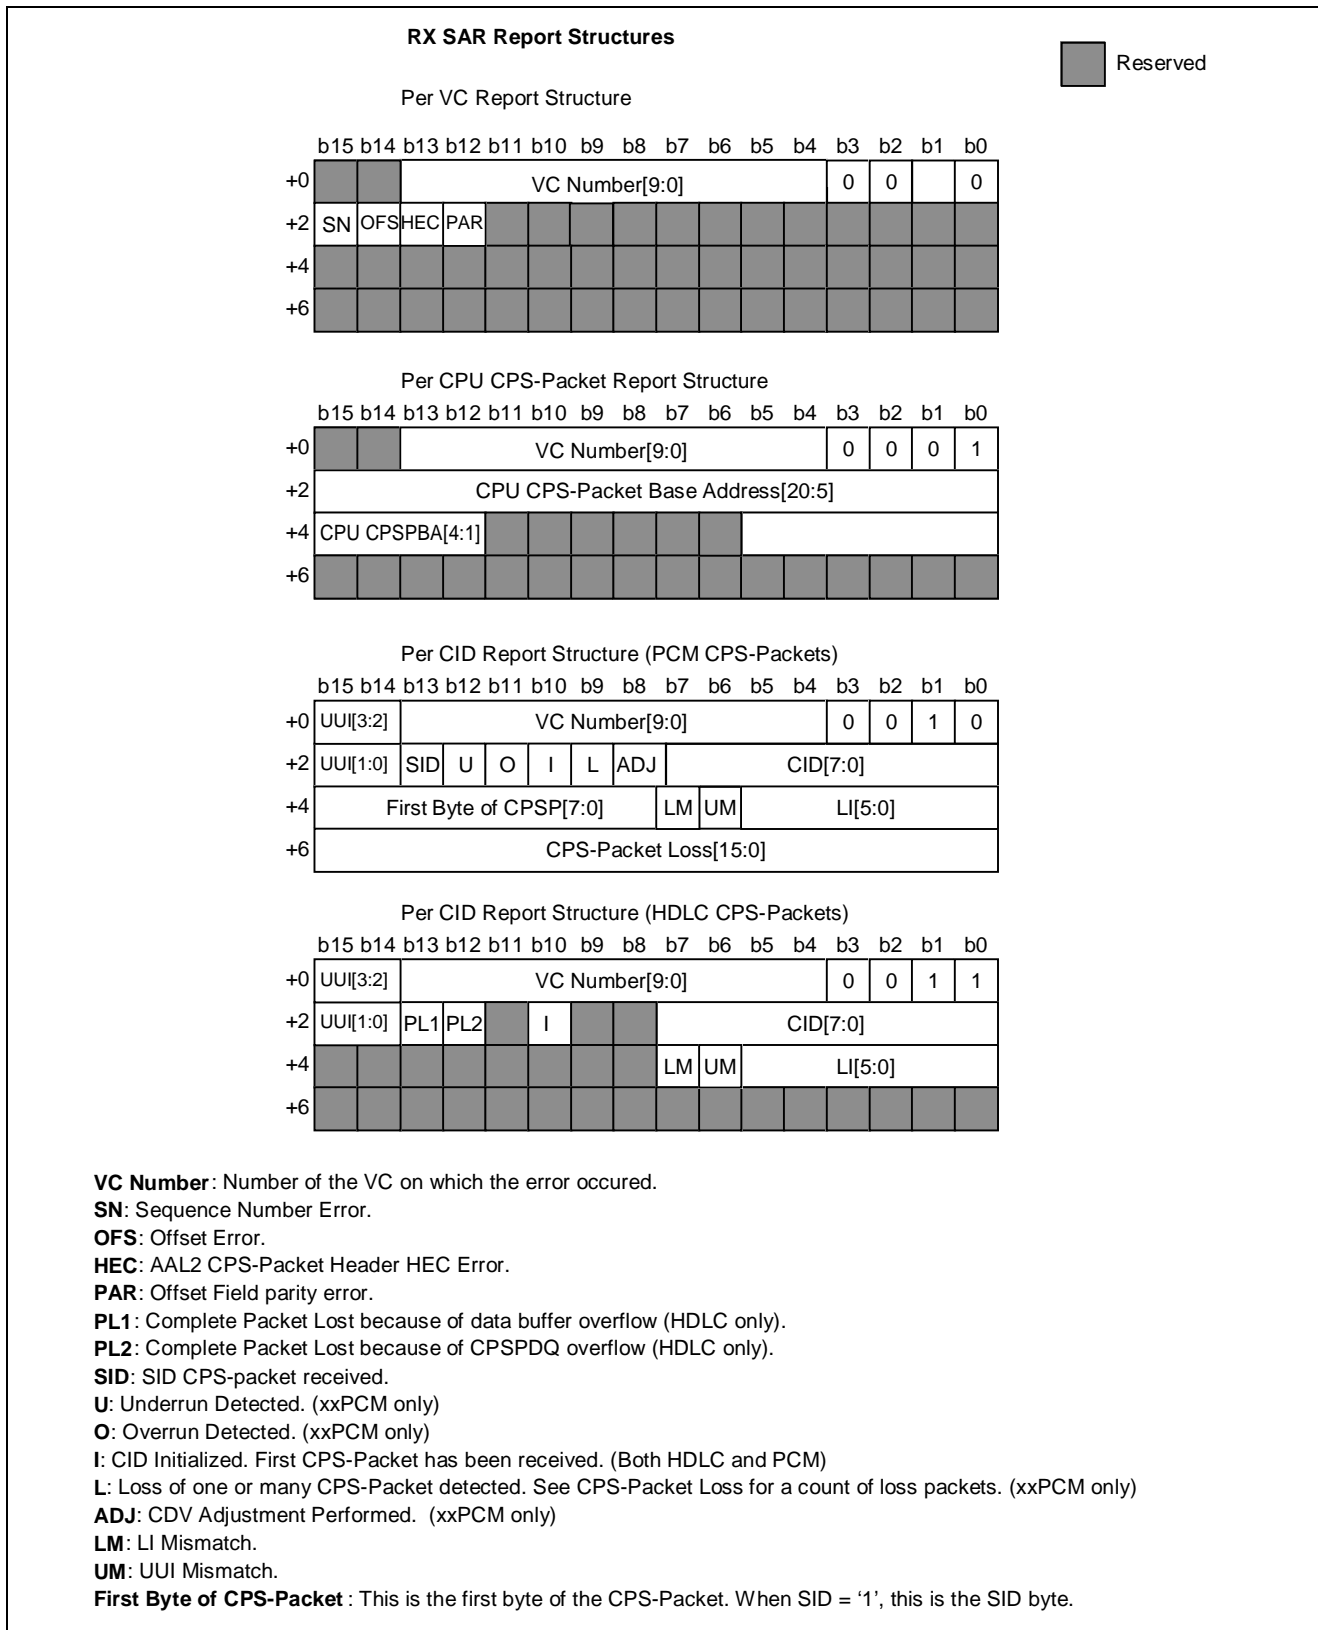 RX SAR Report Structures
Reserved
Per VC Report Structure
b15 b14 b13 b12 b11 b10 b9 b8 b7 b6 b5 b4 b3 b2 b1 b0
+0 VC Number[9:0] 0 0 0
+2 SN OFS HEC PAR
+4
+6
Per CPU CPS-Packet Report Structure
b15 b14 b13 b12 b11 b10 b9 b8 b7 b6 b5 b4 b3 b2 b1 b0
+0 VC Number[9:0] 0 0 0 1
+2 CPU CPS-Packet Base Address[20:5]
+4 CPU CPSPBA[4:1]
+6
Per CID Report Structure (PCM CPS-Packets)
b15 b14 b13 b12 b11 b10 b9 b8 b7 b6 b5 b4 b3 b2 b1 b0
+0 UUI[3:2] VC Number[9:0] 0 0 1 0
+2 UUI[1:0] SID U O I L ADJ CID[7:0]
+4 First Byte of CPSP[7:0] LM UM LI[5:0]
+6 CPS-Packet Loss[15:0]
Per CID Report Structure (HDLC CPS-Packets)
b15 b14 b13 b12 b11 b10 b9 b8 b7 b6 b5 b4 b3 b2 b1 b0
+0 UUI[3:2] VC Number[9:0] 0 0 1 1
+2 UUI[1:0] PL1 PL2 I CID[7:0]
+4 LM UM LI[5:0]
+6
VC Number: Number of the VC on which the error occured.
SN: Sequence Number Error.
OFS: Offset Error.
HEC: AAL2 CPS-Packet Header HEC Error.
PAR: Offset Field parity error.
PL1: Complete Packet Lost because of data buffer overflow (HDLC only).
PL2: Complete Packet Lost because of CPSPDQ overflow (HDLC only).
SID: SID CPS-packet received.
U: Underrun Detected. (xxPCM only)
O: Overrun Detected. (xxPCM only)
I: CID Initialized. First CPS-Packet has been received. (Both HDLC and PCM)
L: Loss of one or many CPS-Packet detected. See CPS-Packet Loss for a count of loss packets. (xxPCM only)
ADJ: CDV Adjustment Performed. (xxPCM only)
LM: LI Mismatch.
UM: UUI Mismatch.
First Byte of CPS-Packet : This is the first byte of the CPS-Packet. When SID = ‘1’, this is the SID byte.